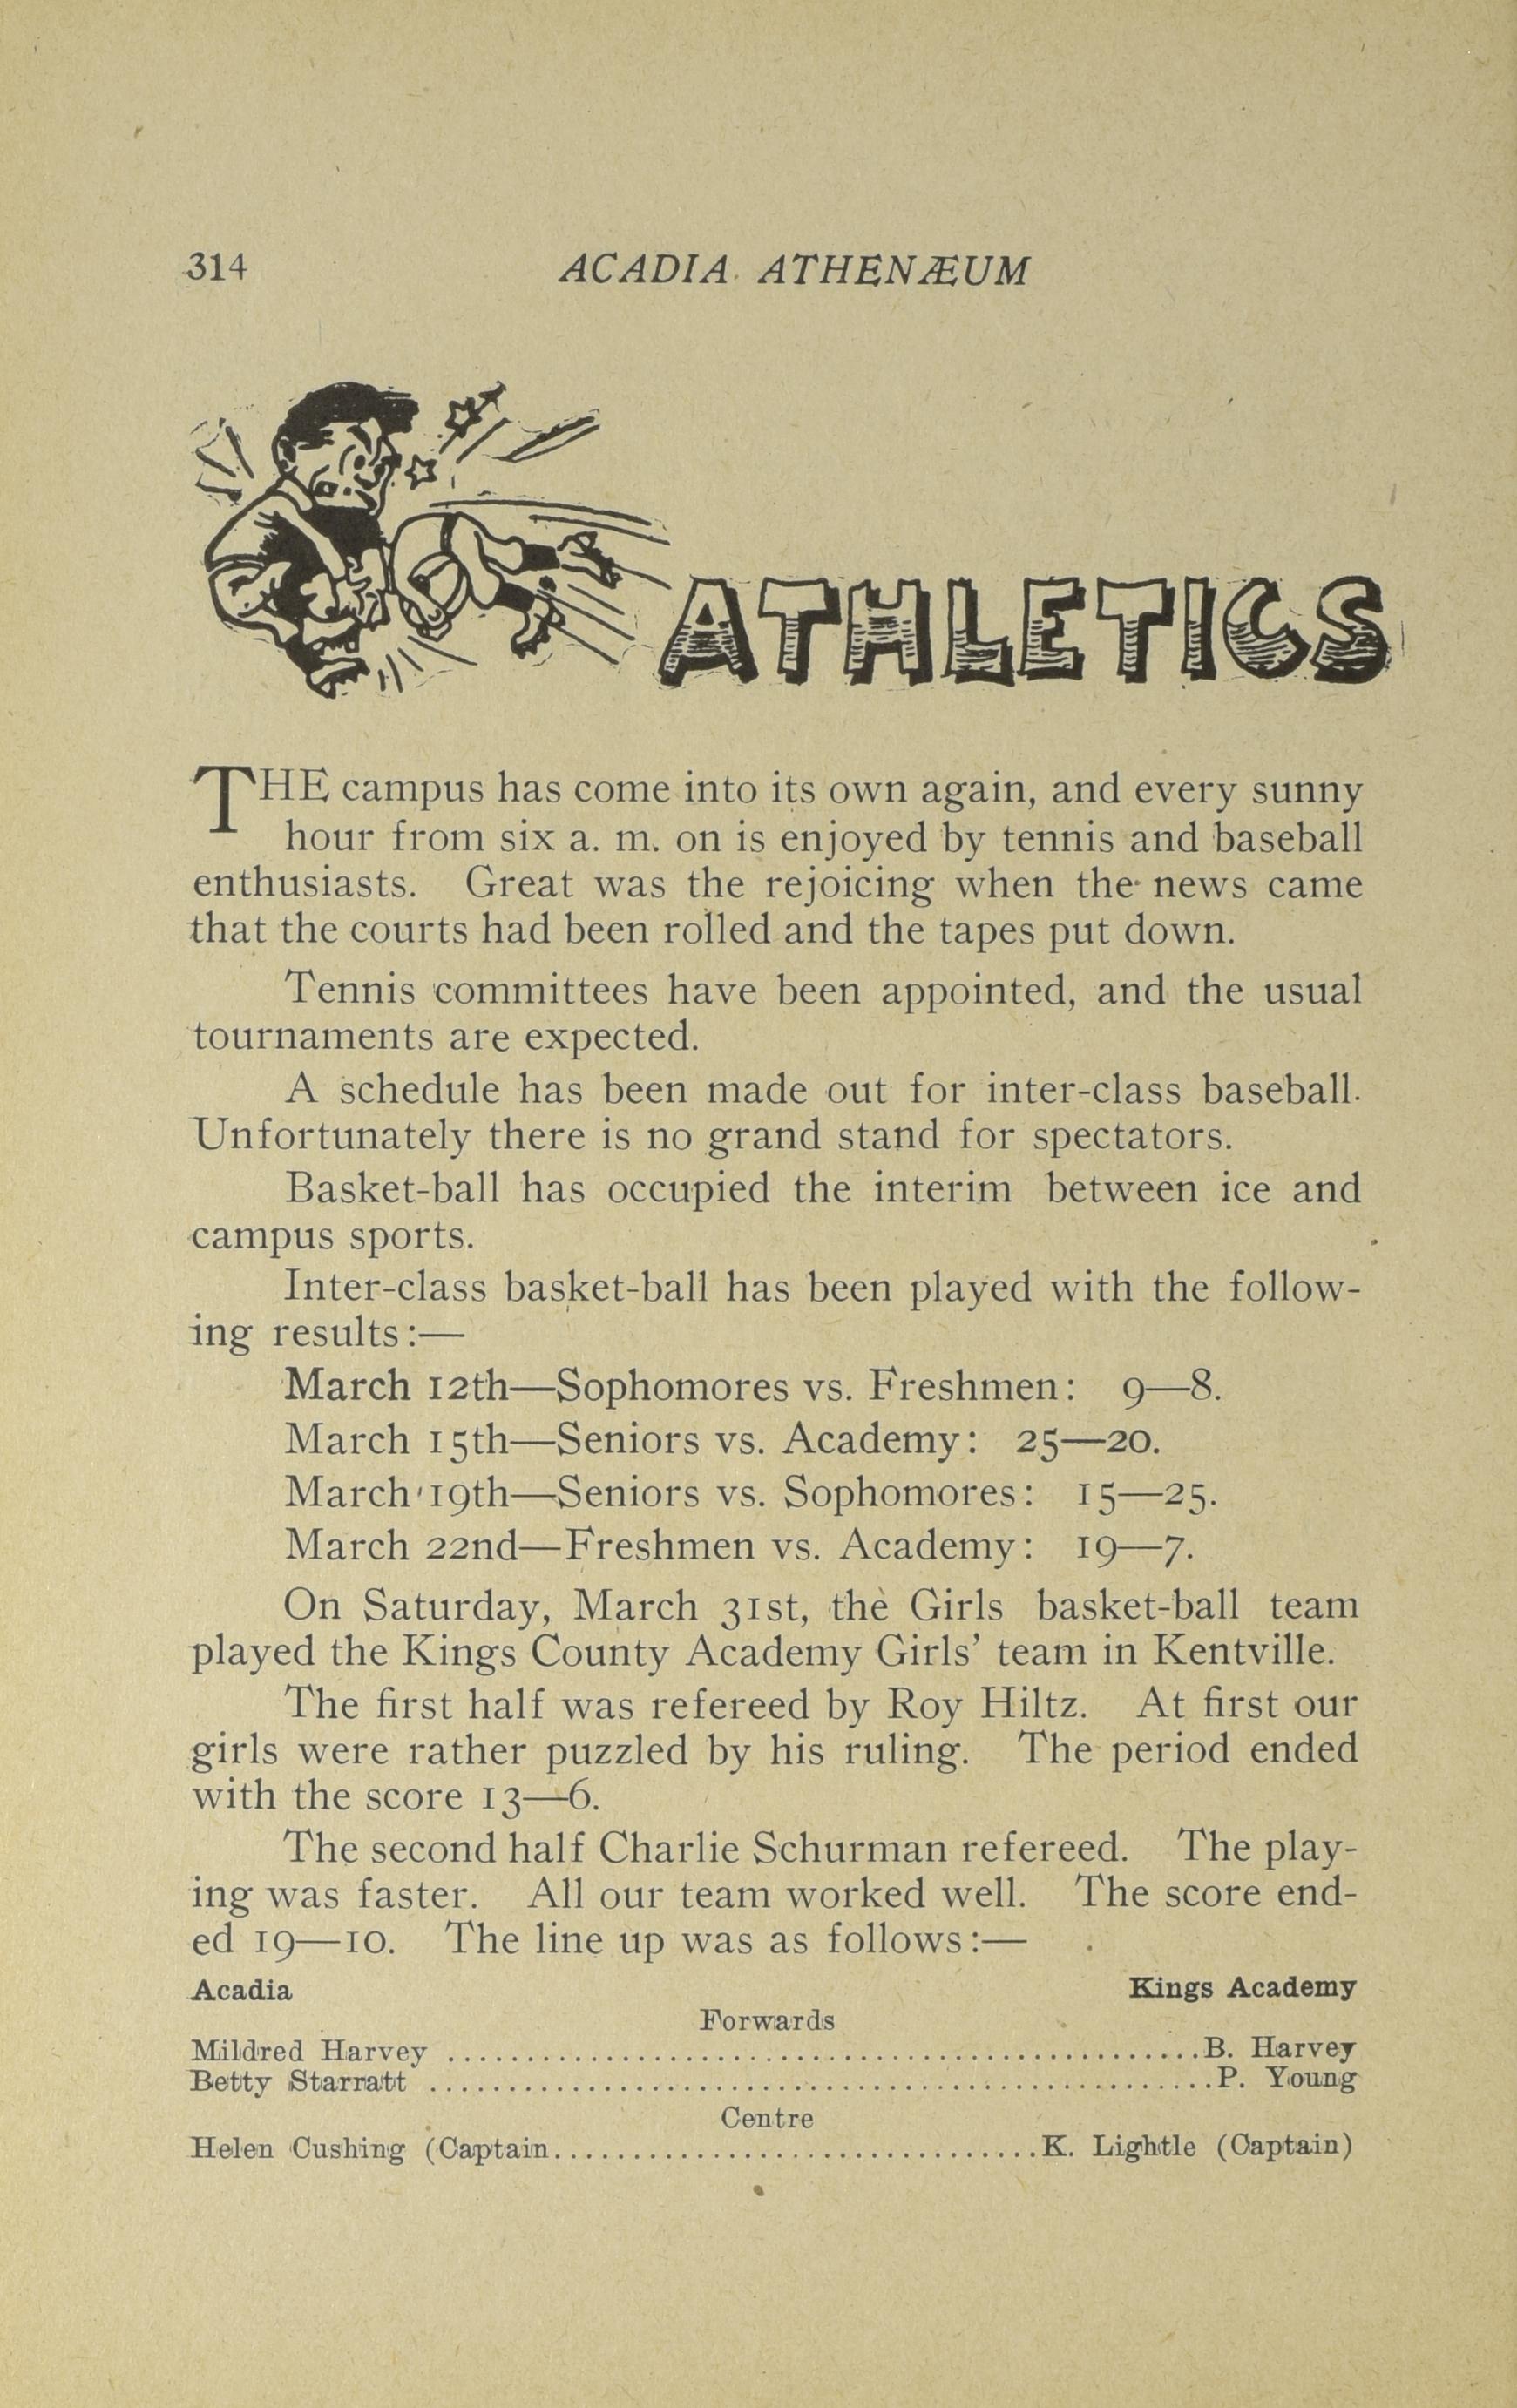 314 ACADIA ATHENÆUM
ATHLETICS
THE campus has come into its own again, and every sunny
hour from six a. m. on is enjoyed by tennis and baseball
enthusiasts. Great was the rejoicing when the news came
that the courts had been rolled and the tapes put down.
Tennis committees have been appointed, and the usual
tournaments are expected.
A schedule has been made out for inter-class baseball.
Unfortunately there is no grand stand for spectators.
Basket-ball has occupied the interim between ice and
campus sports.
Inter-class basket-ball has been played with the follow-
ing results:—
March 12th—Sophomores vs. Freshmen: 9—8.
March 15th—Seniors vs. Academy: 25—20.
March 19th—Seniors vs. Sophomores: 15—25.
March 22nd—Freshmen vs. Academy: 19—7.
On Saturday, March 31st, the Girls basket-ball team
played the Kings County Academy Girls' team in Kentville.
The first half was refereed by Roy Hiltz. At first our
girls were rather puzzled by his ruling. The period ended
with the score 13—6.
The second half Charlie Schurman refereed. The play-
ing was faster. All our team worked well. The score end-
ed 19—10. The line up was as follows:—
Acadia Kings Academy
Forwards
Mildred Harvey ................................................B. Harvey
Betty Starratt ..................................................P. Young
Centre
Helen Cushing (Captain...............................K. Lightle (Captain)